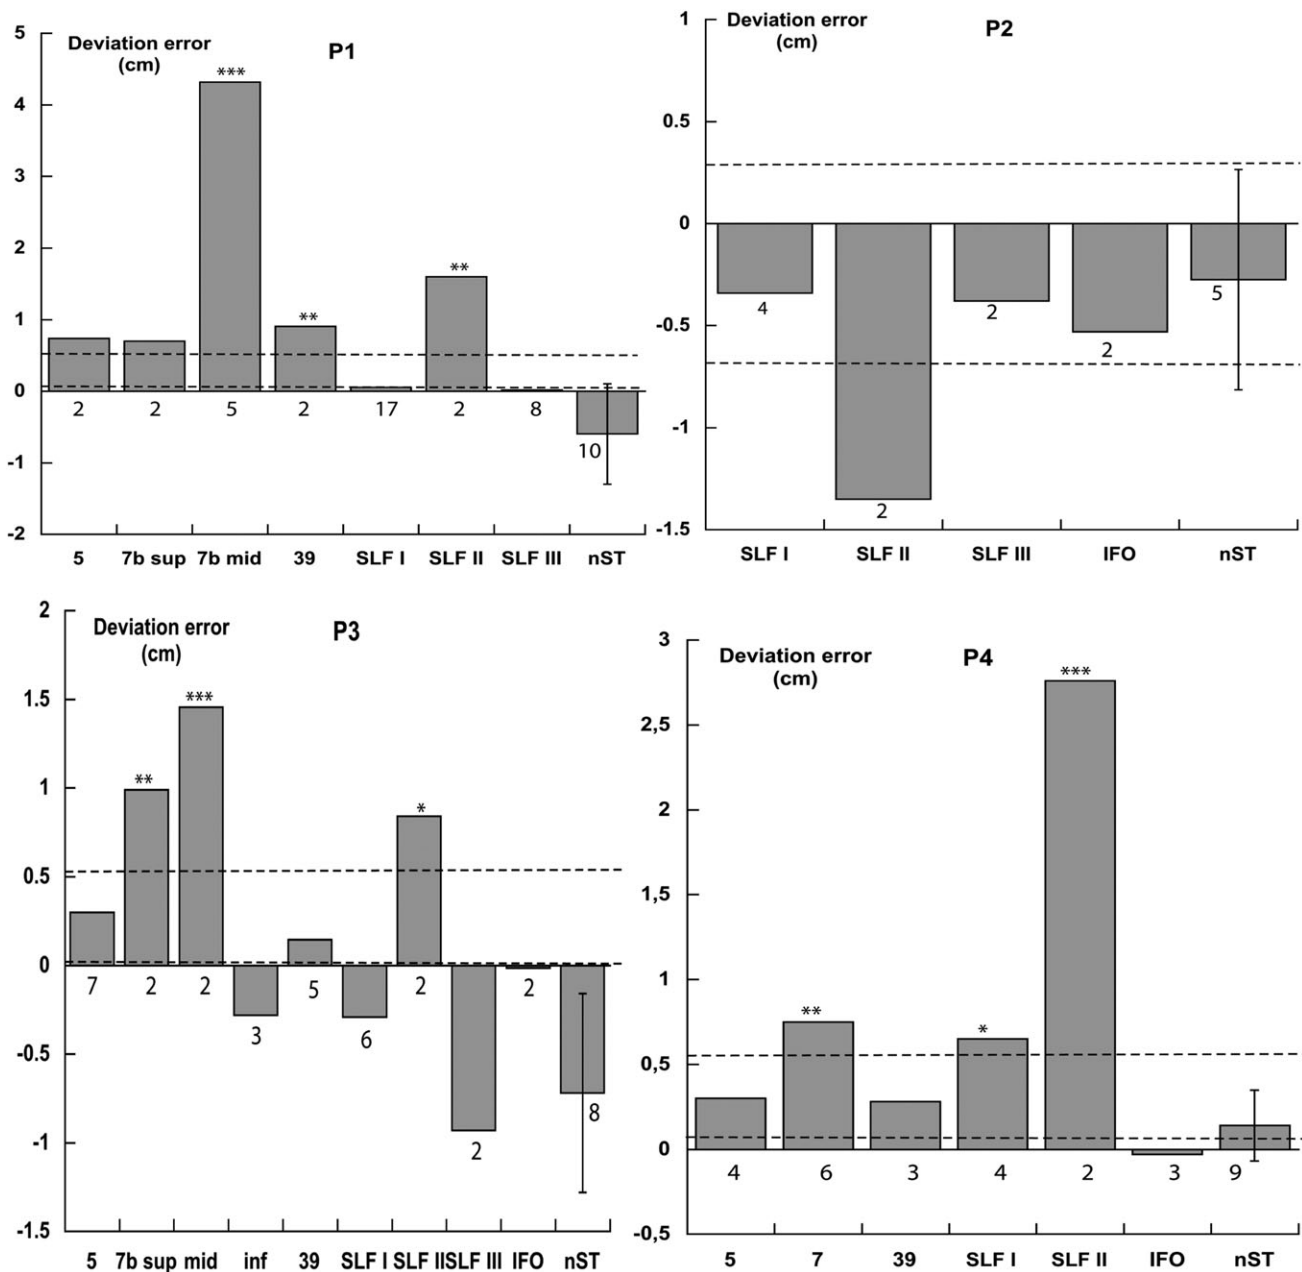 Deviation error
(cm)
P1
5
4
3
2
1
0
-1
-2
***
**
**
2
2
5
2
17
2
8
10
5
7b sup
7b mid
39
SLF I
SLF II
SLF III
nST
Deviation error
(cm)
P2
1
0.5
0
-0.5
-1
-1.5
4
2
2
2
5
SLF I
SLF II
SLF III
IFO
nST
Deviation error
(cm)
P3
2
1.5
1
0.5
0
-0.5
-1
-1.5
**
***
*
7
2
2
3
5
6
2
2
2
8
5
7b sup
mid
inf
39
SLF I
SLF II
SLF III
IFO
nST
Deviation error
(cm)
P4
3
2,5
2
1,5
1
0,5
0
-0,5
**
*
***
4
6
3
4
2
3
9
5
7
39
SLF I
SLF II
IFO
nST